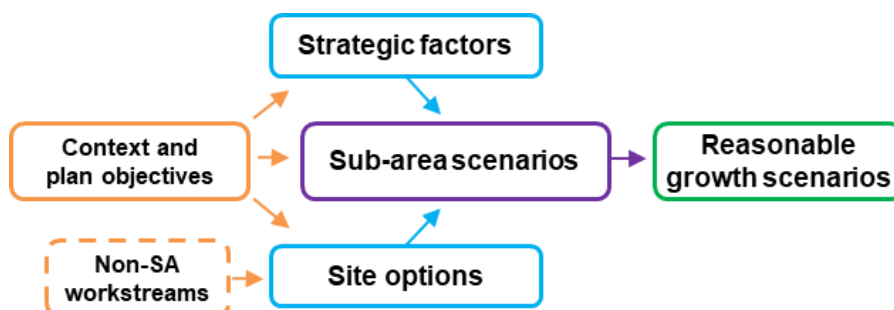 Strategic factors
Context and
plan objectives
Sub-area scenarios
Reasonable
growth scenarios
Non-SA
workstreams
Site options